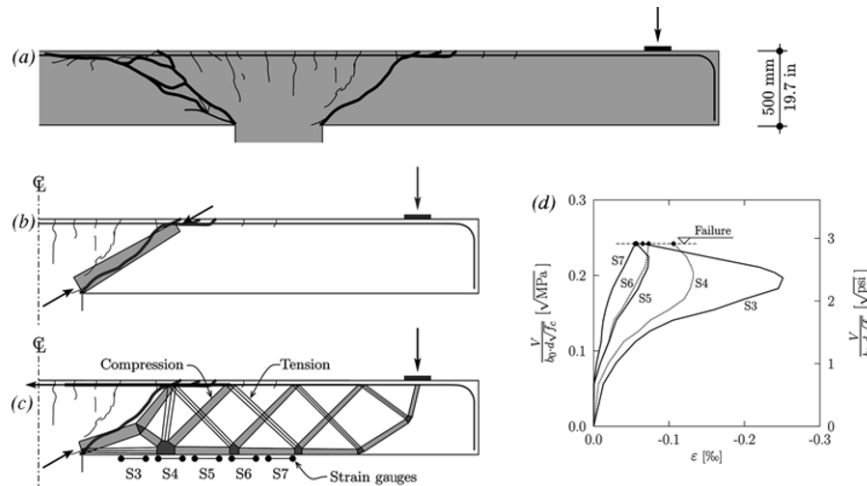 (a)
500 mm
19.7 in
℄
(b)
℄
(c)
Compression
Tension
S3 S4 S5 S6 S7
Strain gauges
(d)
0.3
0.2
0.1
0.0
V
b₀·d√fc [√MPa]
Failure
S7
S6
S5
S4
S3
3
2
1
0
V
[√psi]
0.0 -0.1 -0.2 -0.3
ε [‰]